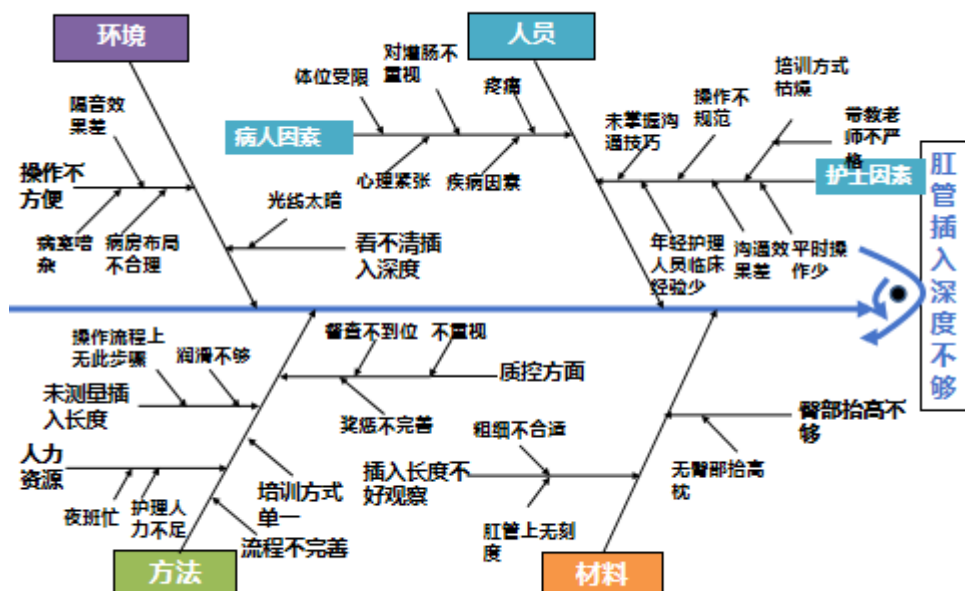 环境
人员
隔音效
果差
操作不
方便
病室嘈
杂
病房布局
不合理
光线太暗
看不清插
入深度
病人因素
体位受限
对灌肠不
重视
疼痛
心理紧张
疾病因素
未掌握沟
通技巧
操作不
规范
培训方式
枯燥
带教老
师不严
格
护士因素
年轻护理
人员临床
经验少
沟通效
果差
平时操
作少
肛
管
插
入
深
度
不
够
操作流程上
无此步骤
润滑不够
未测量插
入长度
人力
资源
夜班忙
护理人
力不足
督查不到位
不重视
质控方面
奖惩不完善
培训方式
单一
流程不完善
方法
粗细不合适
插入长度不
好观察
肛管上无刻
度
臀部抬高不
够
无臀部抬高
枕
材料